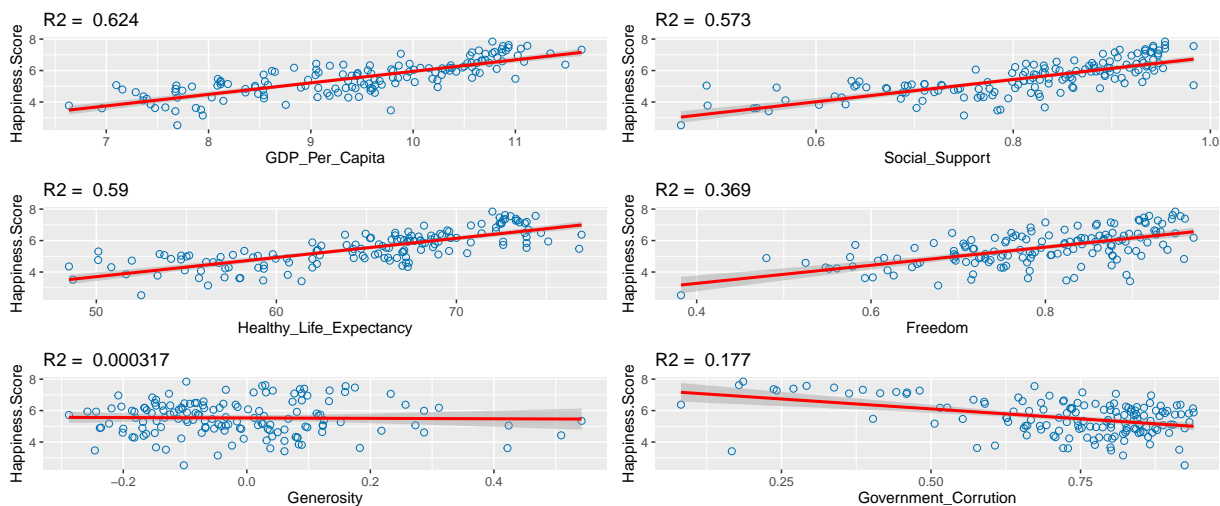 R2 = 0.624
Happiness.Score
8
6
4
7 8 9 10 11
GDP_Per_Capita
R2 = 0.573
Happiness.Score
8
6
4
0.6 0.8 1.0
Social_Support
R2 = 0.59
Happiness.Score
8
6
4
50 60 70
Healthy_Life_Expectancy
R2 = 0.369
Happiness.Score
8
6
4
0.4 0.6 0.8
Freedom
R2 = 0.000317
Happiness.Score
8
6
4
−0.2 0.0 0.2 0.4
Generosity
R2 = 0.177
Happiness.Score
8
6
4
0.25 0.50 0.75
Government_Corrution